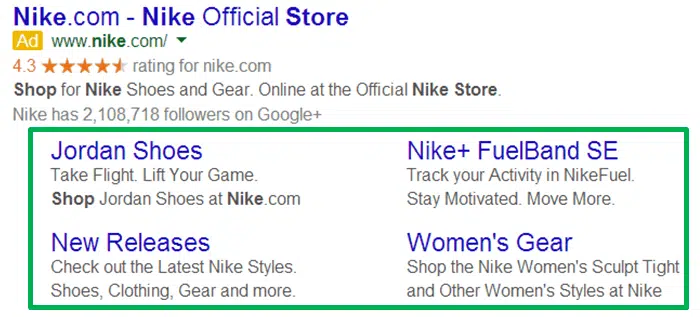 Nike.com - Nike Official Store
Ad www.nike.com/
4.3 ★★★★★ rating for nike.com
Shop for Nike Shoes and Gear. Online at the Official Nike Store.
Nike has 2,108,718 followers on Google+
Jordan Shoes
Take Flight. Lift Your Game.
Shop Jordan Shoes at Nike.com
Nike+ FuelBand SE
Track your Activity in NikeFuel.
Stay Motivated. Move More.
New Releases
Check out the Latest Nike Styles.
Shoes, Clothing, Gear and more.
Women's Gear
Shop the Nike Women's Sculpt Tight
and Other Women's Styles at Nike